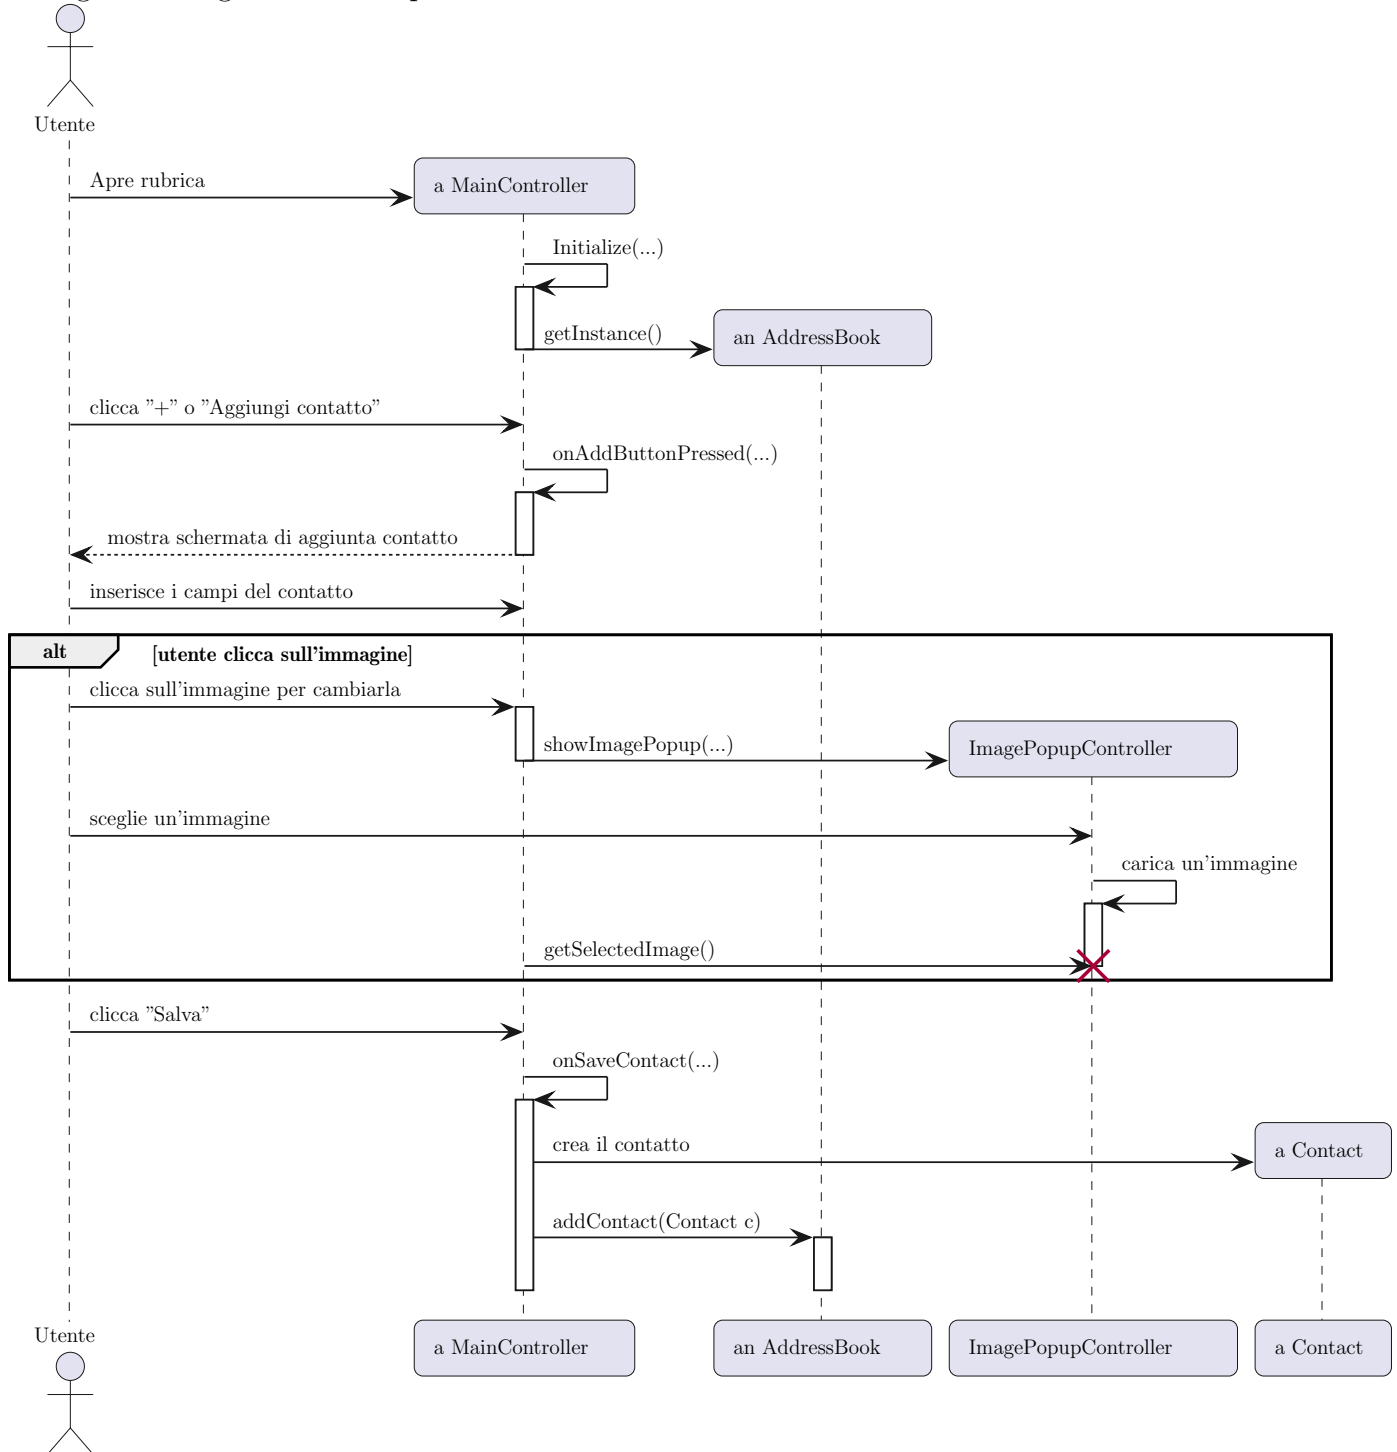 Utente
a MainController
Apre rubrica
Initialize(...)
getInstance()
an AddressBook
clicca "+" o "Aggiungi contatto"
onAddButtonPressed(...)
mostra schermata di aggiunta contatto
inserisce i campi del contatto
alt
[utente clicca sull'immagine]
clicca sull'immagine per cambiarla
showImagePopup(...)
ImagePopupController
sceglie un'immagine
carica un'immagine
getSelectedImage()
clicca "Salva"
onSaveContact(...)
crea il contatto
a Contact
addContact(Contact c)
Utente
a MainController
an AddressBook
ImagePopupController
a Contact